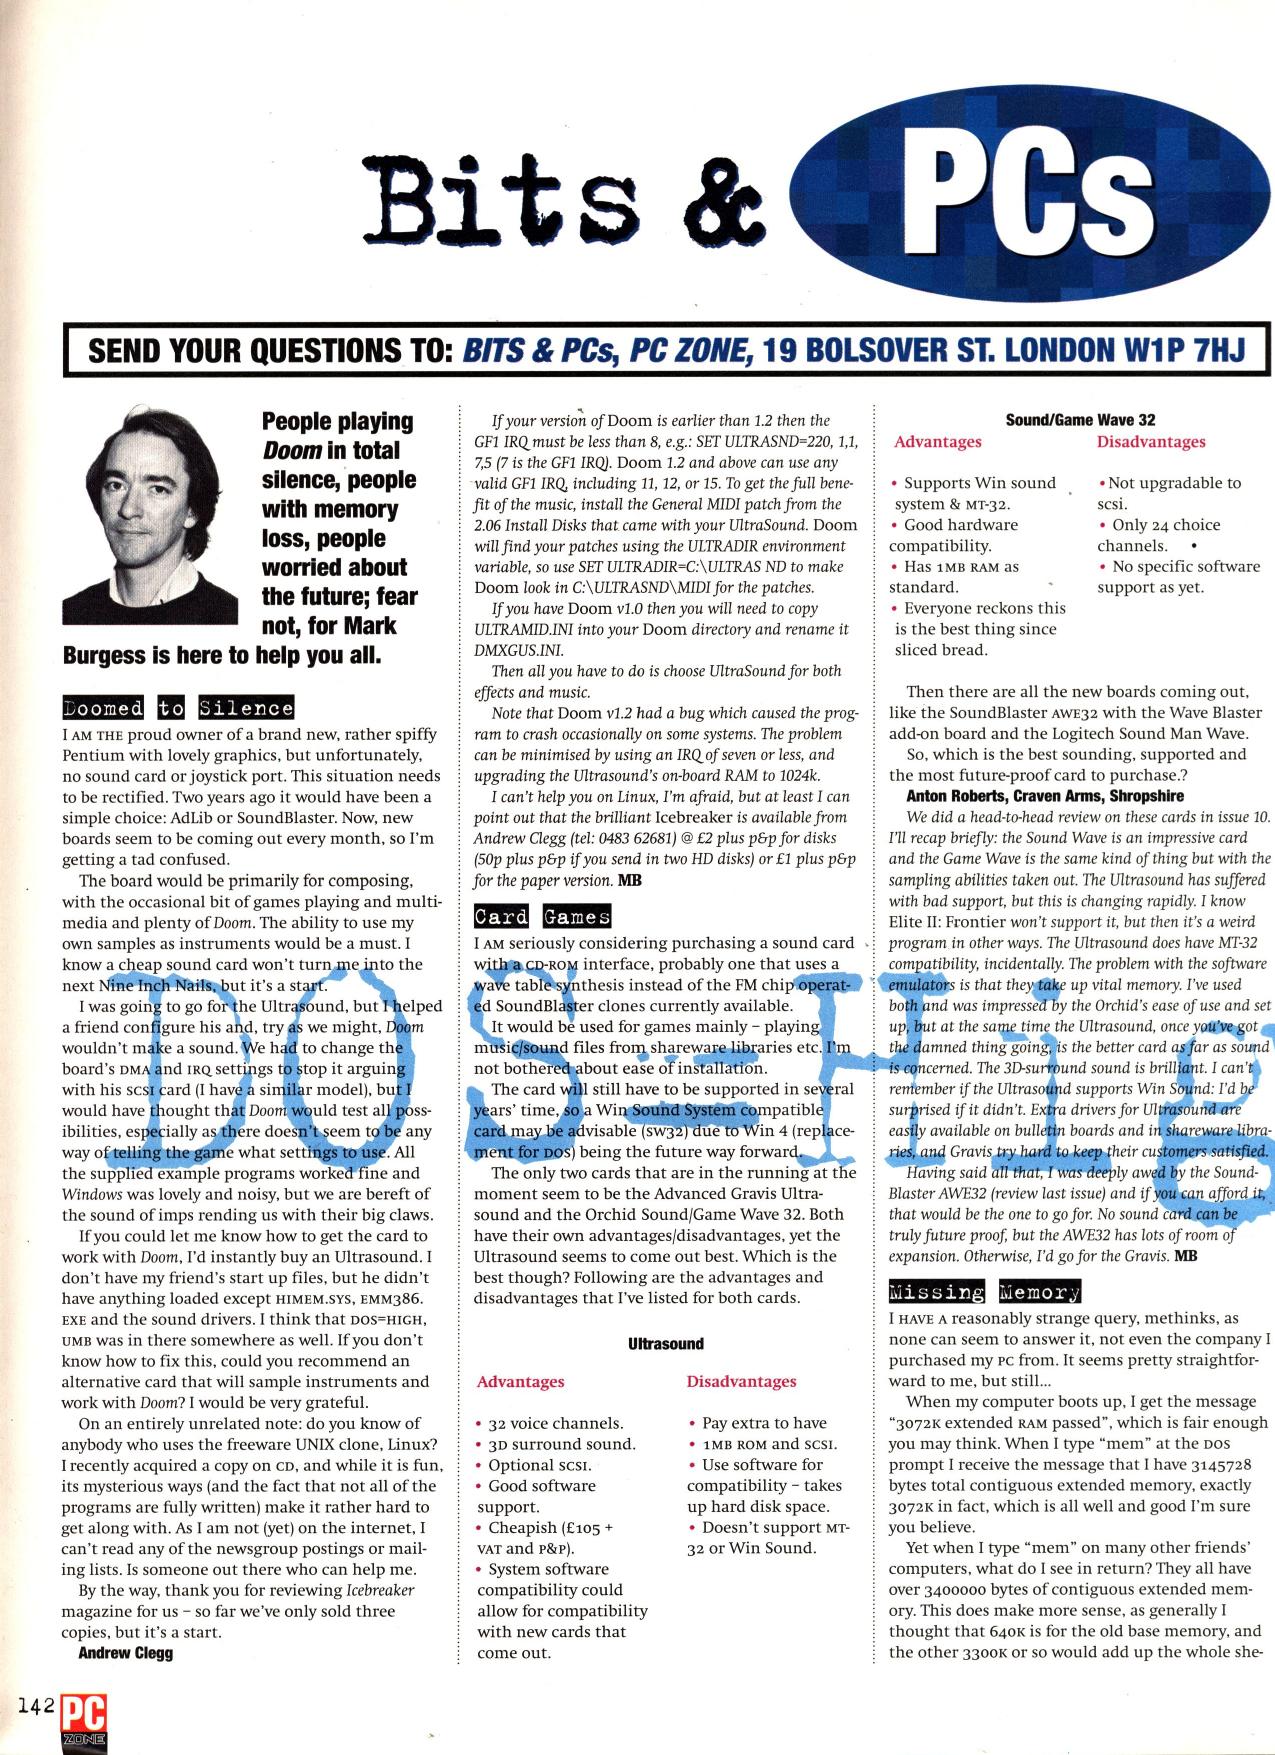 Bits & PCs
SEND YOUR QUESTIONS TO: BITS & PCs, PC ZONE, 19 BOLSOVER ST. LONDON W1P 7HJ
People playing
Doom in total
silence, people
with memory
loss, people
worried about
the future; fear
not, for Mark
Burgess is here to help you all.
Doomed to Silence
I AM THE proud owner of a brand new, rather spiffy
Pentium with lovely graphics, but unfortunately,
no sound card or joystick port. This situation needs
to be rectified. Two years ago it would have been a
simple choice: AdLib or SoundBlaster. Now, new
boards seem to be coming out every month, so I'm
getting a tad confused.
The board would be primarily for composing,
with the occasional bit of games playing and multi-
media and plenty of Doom. The ability to use my
own samples as instruments would be a must. I
know a cheap sound card won't turn me into the
next Nine Inch Nails, but it's a start.
I was going to go for the Ultrasound, but I helped
a friend configure his and, try as we might, Doom
wouldn't make a sound. We had to change the
board's DMA and IRQ settings to stop it arguing
with his SCSI card (I have a similar model), but I
would have thought that Doom would test all poss-
ibilities, especially as there doesn't seem to be any
way of telling the game what settings to use. All
the supplied example programs worked fine and
Windows was lovely and noisy, but we are bereft of
the sound of imps rending us with their big claws.
If you could let me know how to get the card to
work with Doom, I'd instantly buy an Ultrasound. I
don't have my friend's start up files, but he didn't
have anything loaded except HIMEM.SYS, EMM386.
EXE and the sound drivers. I think that DOS=HIGH,
UMB was in there somewhere as well. If you don't
know how to fix this, could you recommend an
alternative card that will sample instruments and
work with Doom? I would be very grateful.
On an entirely unrelated note: do you know of
anybody who uses the freeware UNIX clone, Linux?
I recently acquired a copy on CD, and while it is fun,
its mysterious ways (and the fact that not all of the
programs are fully written) make it rather hard to
get along with. As I am not (yet) on the internet, I
can't read any of the newsgroup postings or mail-
ing lists. Is someone out there who can help me.
By the way, thank you for reviewing Icebreaker
magazine for us – so far we've only sold three
copies, but it's a start.
Andrew Clegg
If your version of Doom is earlier than 1.2 then the
GF1 IRQ must be less than 8, e.g.: SET ULTRASND=220, 1,1,
7,5 (7 is the GF1 IRQ). Doom 1.2 and above can use any
valid GF1 IRQ, including 11, 12, or 15. To get the full bene-
fit of the music, install the General MIDI patch from the
2.06 Install Disks that came with your UltraSound. Doom
will find your patches using the ULTRADIR environment
variable, so use SET ULTRADIR=C:\ULTRAS ND to make
Doom look in C:\ULTRASND\MIDI for the patches.
If you have Doom v1.0 then you will need to copy
ULTRAMID.INI into your Doom directory and rename it
DMXGUS.INI.
Then all you have to do is choose UltraSound for both
effects and music.
Note that Doom v1.2 had a bug which caused the prog-
ram to crash occasionally on some systems. The problem
can be minimised by using an IRQ of seven or less, and
upgrading the Ultrasound's on-board RAM to 1024k.
I can't help you on Linux, I'm afraid, but at least I can
point out that the brilliant Icebreaker is available from
Andrew Clegg (tel: 0483 62681) @ £2 plus p&p for disks
(50p plus p&p if you send in two HD disks) or £1 plus p&p
for the paper version. MB
Card Games
I AM seriously considering purchasing a sound card
with a CD-ROM interface, probably one that uses a
wave table synthesis instead of the FM chip operat-
ed SoundBlaster clones currently available.
It would be used for games mainly – playing
music/sound files from shareware libraries etc. I'm
not bothered about ease of installation.
The card will still have to be supported in several
years' time, so a Win Sound System compatible
card may be advisable (SW32) due to Win 4 (replace-
ment for DOS) being the future way forward.
The only two cards that are in the running at the
moment seem to be the Advanced Gravis Ultra-
sound and the Orchid Sound/Game Wave 32. Both
have their own advantages/disadvantages, yet the
Ultrasound seems to come out best. Which is the
best though? Following are the advantages and
disadvantages that I've listed for both cards.
Ultrasound
Advantages
• 32 voice channels.
• 3D surround sound.
• Optional SCSI.
• Good software
support.
• Cheapish (£105 +
VAT and P&P).
• System software
compatibility could
allow for compatibility
with new cards that
come out.
Disadvantages
• Pay extra to have
• 1MB ROM and SCSI.
• Use software for
compatibility – takes
up hard disk space.
• Doesn't support MT-
32 or Win Sound.
Sound/Game Wave 32
Advantages
• Supports Win sound
system & MT-32.
• Good hardware
compatibility.
• Has 1MB RAM as
standard.
• Everyone reckons this
is the best thing since
sliced bread.
Disadvantages
• Not upgradable to
scsi.
• Only 24 choice
channels.
• No specific software
support as yet.
Then there are all the new boards coming out,
like the SoundBlaster AWE32 with the Wave Blaster
add-on board and the Logitech Sound Man Wave.
So, which is the best sounding, supported and
the most future-proof card to purchase.?
Anton Roberts, Craven Arms, Shropshire
We did a head-to-head review on these cards in issue 10.
I'll recap briefly: the Sound Wave is an impressive card
and the Game Wave is the same kind of thing but with the
sampling abilities taken out. The Ultrasound has suffered
with bad support, but this is changing rapidly. I know
Elite II: Frontier won't support it, but then it's a weird
program in other ways. The Ultrasound does have MT-32
compatibility, incidentally. The problem with the software
emulators is that they take up vital memory. I've used
both and was impressed by the Orchid's ease of use and set
up, but at the same time the Ultrasound, once you've got
the damned thing going, is the better card as far as sound
is concerned. The 3D-surround sound is brilliant. I can't
remember if the Ultrasound supports Win Sound: I'd be
surprised if it didn't. Extra drivers for Ultrasound are
easily available on bulletin boards and in shareware libra-
ries, and Gravis try hard to keep their customers satisfied.
Having said all that, I was deeply awed by the Sound-
Blaster AWE32 (review last issue) and if you can afford it,
that would be the one to go for. No sound card can be
truly future proof, but the AWE32 has lots of room of
expansion. Otherwise, I'd go for the Gravis. MB
Missing Memory
I HAVE A reasonably strange query, methinks, as
none can seem to answer it, not even the company I
purchased my PC from. It seems pretty straightfor-
ward to me, but still...
When my computer boots up, I get the message
"3072K extended RAM passed", which is fair enough
you may think. When I type "mem" at the DOS
prompt I receive the message that I have 3145728
bytes total contiguous extended memory, exactly
3072K in fact, which is all well and good I'm sure
you believe.
Yet when I type "mem" on many other friends'
computers, what do I see in return? They all have
over 3400000 bytes of contiguous extended mem-
ory. This does make more sense, as generally I
thought that 640K is for the old base memory, and
the other 3300K or so would add up the whole she-
DOS=Hig
142 PC ZONE